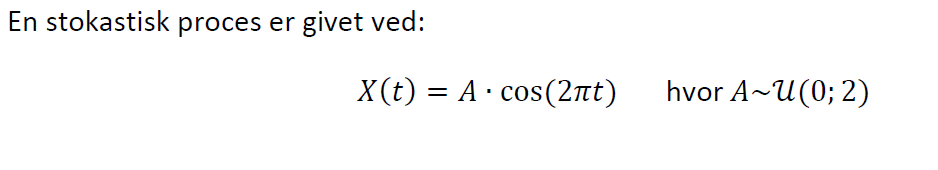 En stokastisk proces er givet ved:
X(t) = A · cos(2πt) hvor A~𝒰(0; 2)